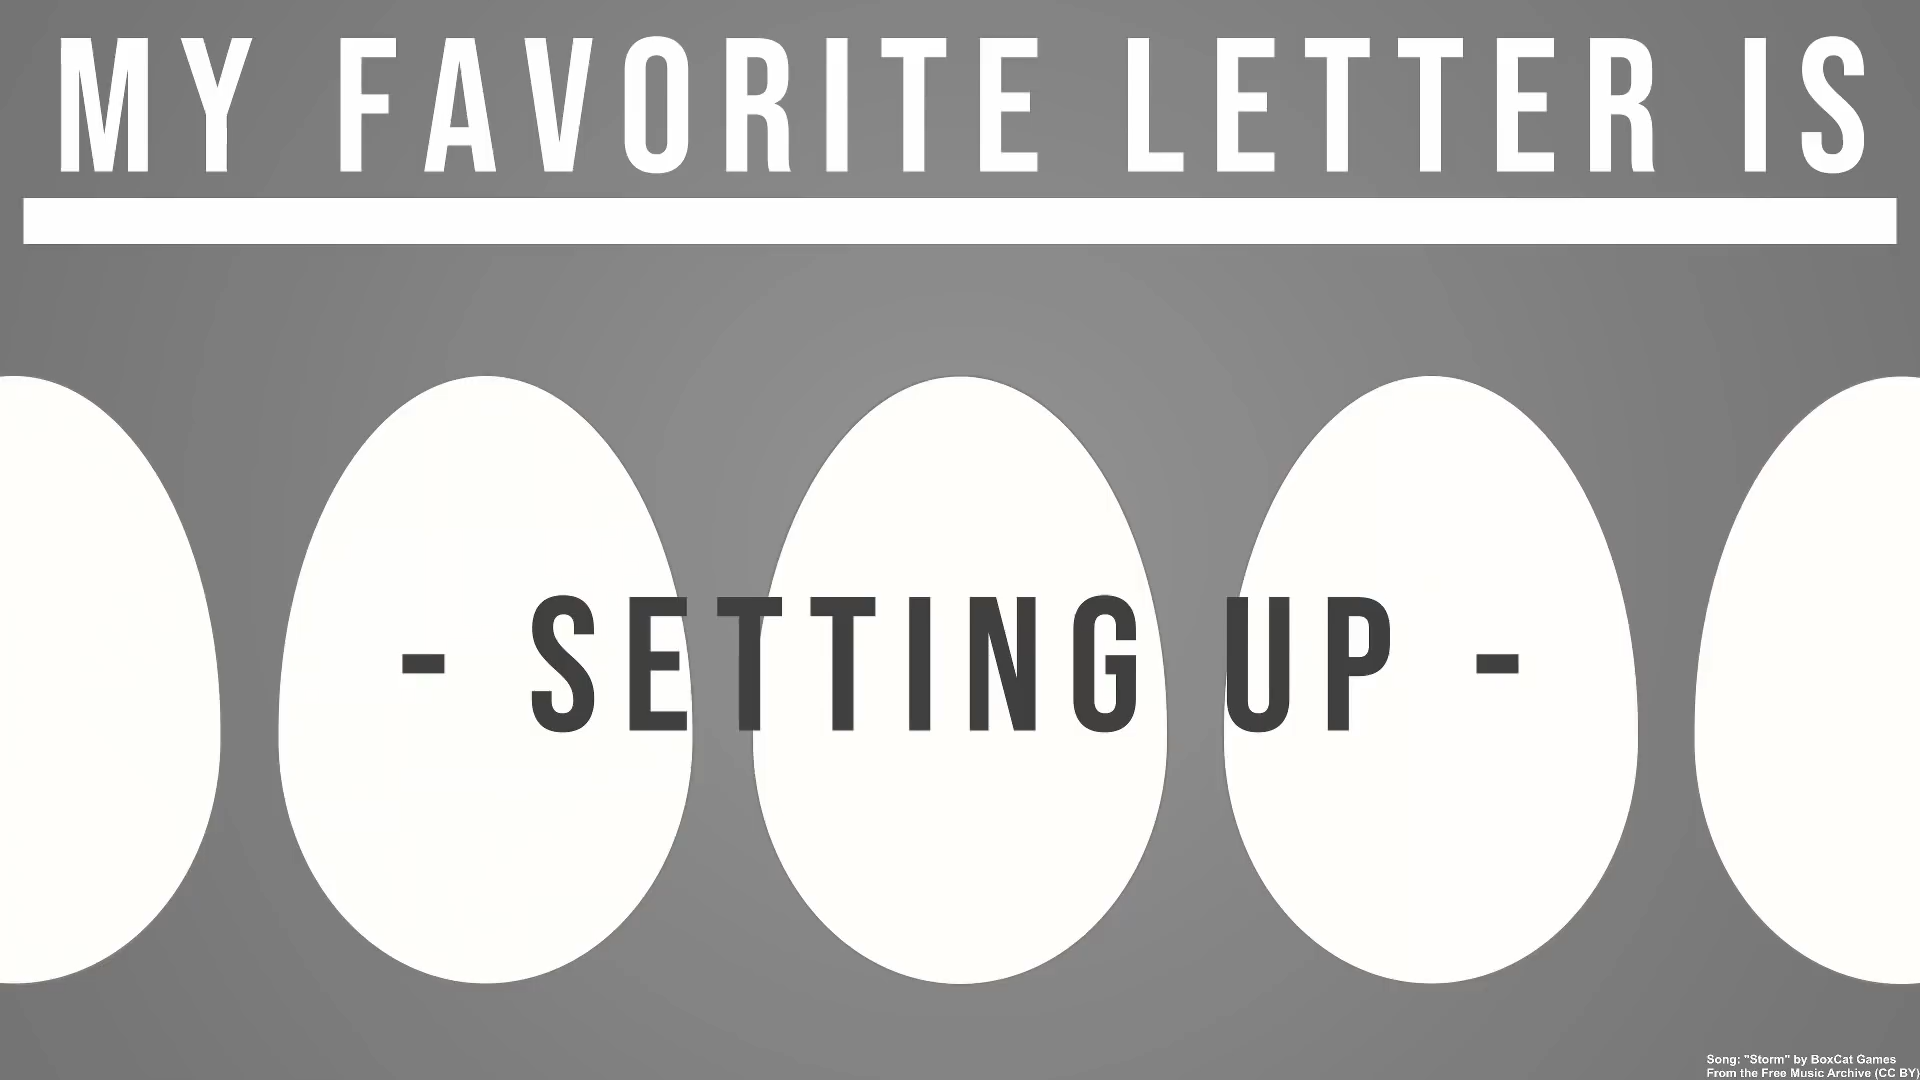 MY FAVORITE LETTER IS
- SETTING UP -
Song: "Storm" by BoxCat Games
From the Free Music Archive (CC BY)